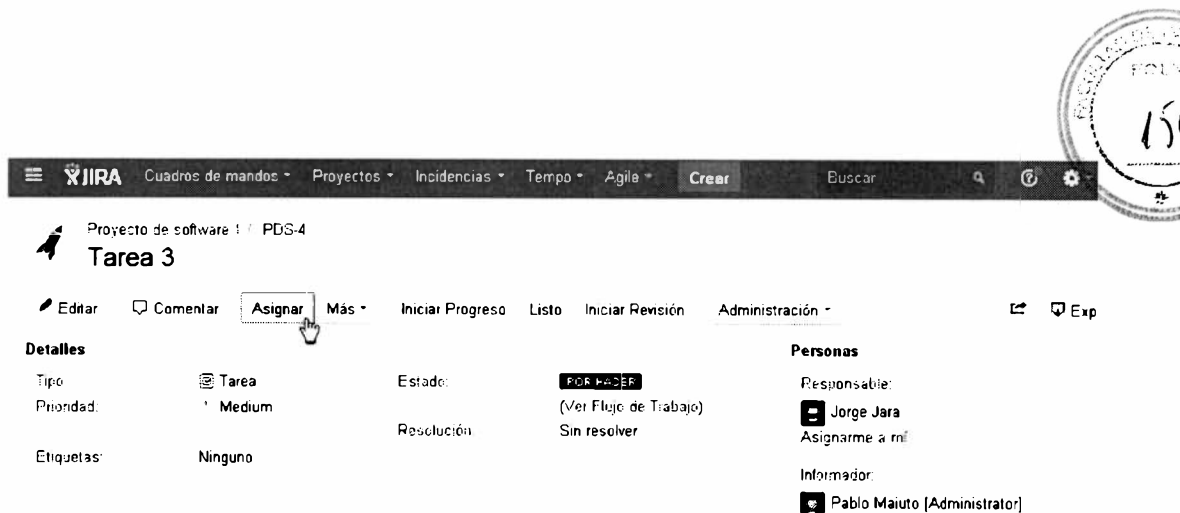 JIRA Cuadros de mandos Proyectos Incidencias Tempo Agile Crear Buscar
Proyecto de software 1 / PDS-4
Tarea 3
Editar Comentar Asignar Más Iniciar Progreso Listo Iniciar Revisión Administración Exp
Detalles
Tipo Tarea
Prioridad: Medium
Etiquetas: Ninguno
Estado: POR HACER
(Ver Flujo de Trabajo)
Resolución: Sin resolver
Personas
Responsable:
Jorge Jara
Asignarme a mí
Informador:
Pablo Maiuto [Administrator]